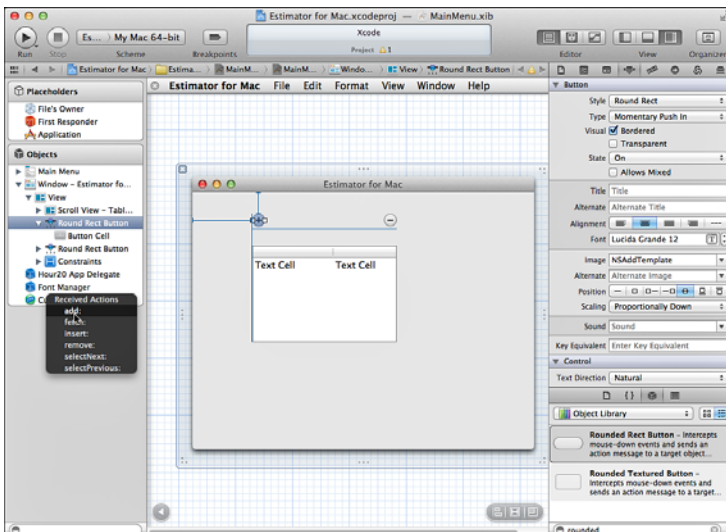 Estimator for Mac.xcodeproj — MainMenu.xib
Run Stop Es... My Mac 64-bit
Scheme Breakpoints
Xcode
Project 1
Editor View Organizer
Estimator for Mac Estima... MainM... MainM... Windo... View Round Rect Button
Placeholders
File's Owner
First Responder
Application
Objects
Main Menu
Window - Estimator fo...
View
Scroll View - Tabl...
Round Rect Button
Button Cell
Round Rect Button
Constraints
Hour20 App Delegate
Font Manager
Received Actions
add:
fetch:
insert:
remove:
selectNext:
selectPrevious:
Estimator for Mac File Edit Format View Window Help
Estimator for Mac
Text Cell Text Cell
Button
Style Round Rect
Type Momentary Push In
Visual Bordered
Transparent
State On
Allows Mixed
Title Title
Alternate Alternate Title
Alignment
Font Lucida Grande 12
Image NSAddTemplate
Alternate Alternate Image
Position
Scaling Proportionally Down
Sound Sound
Key Equivalent Enter Key Equivalent
Control
Text Direction Natural
Object Library
Rounded Rect Button - Intercepts
mouse-down events and sends an
action message to a target object...
Rounded Textured Button -
Intercepts mouse-down events and
sends an action message to a target...
rounded